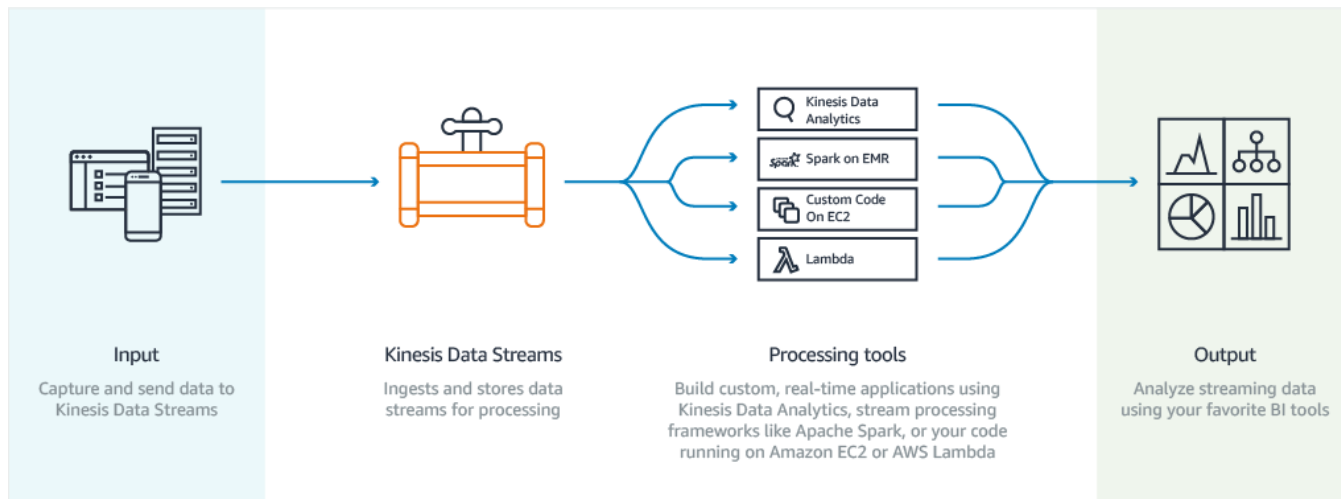 Kinesis Data
Analytics
Spark
Spark on EMR
Custom Code
On EC2
Lambda
Input
Capture and send data to
Kinesis Data Streams
Kinesis Data Streams
Ingests and stores data
streams for processing
Processing tools
Build custom, real-time applications using
Kinesis Data Analytics, stream processing
frameworks like Apache Spark, or your code
running on Amazon EC2 or AWS Lambda
Output
Analyze streaming data
using your favorite BI tools